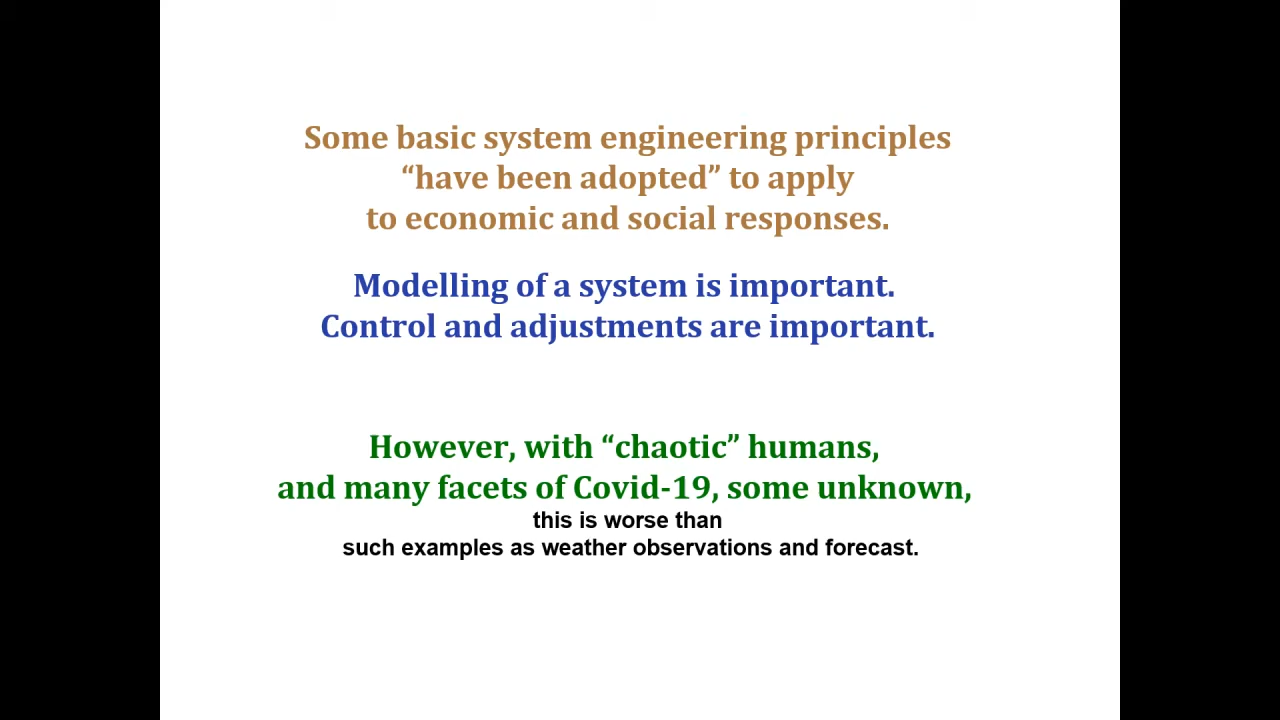 Some basic system engineering principles
“have been adopted” to apply
to economic and social responses.
Modelling of a system is important.
Control and adjustments are important.
However, with “chaotic” humans,
and many facets of Covid-19, some unknown,
this is worse than
such examples as weather observations and forecast.